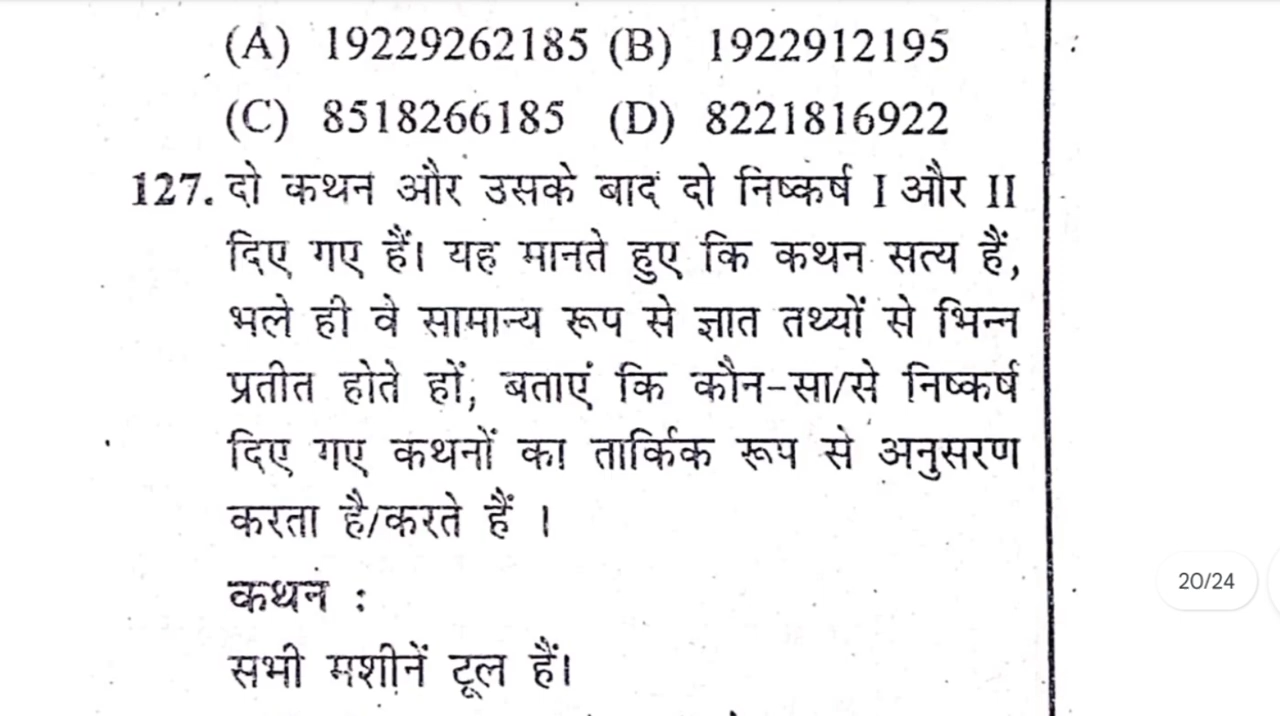 (A) 19229262185 (B) 1922912195
(C) 8518266185 (D) 8221816922
127. दो कथन और उसके बाद दो निष्कर्ष I और II
दिए गए हैं। यह मानते हुए कि कथन सत्य हैं,
भले ही वे सामान्य रूप से ज्ञात तथ्यों से भिन्न
प्रतीत होते हों, बताएं कि कौन-सा/से निष्कर्ष
दिए गए कथनों का तार्किक रूप से अनुसरण
करता है/करते हैं ।
20/24
कथन :
सभी मशीनें टूल हैं।